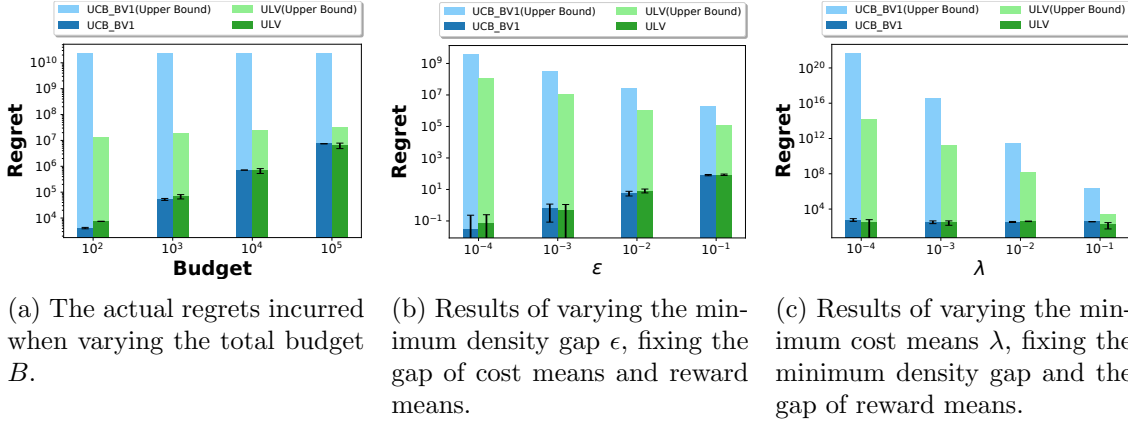 UCB_BV1(Upper Bound)
ULV(Upper Bound)
UCB_BV1
ULV
Regret
10^10
10^9
10^8
10^7
10^6
10^5
10^4
10^2
10^3
10^4
10^5
Budget
(a) The actual regrets incurred
when varying the total budget
B.
UCB_BV1(Upper Bound)
ULV(Upper Bound)
UCB_BV1
ULV
Regret
10^9
10^7
10^5
10^3
10^1
10^-1
10^-4
10^-3
10^-2
10^-1
ε
(b) Results of varying the min-
imum density gap ϵ, fixing the
gap of cost means and reward
means.
UCB_BV1(Upper Bound)
ULV(Upper Bound)
UCB_BV1
ULV
Regret
10^20
10^16
10^12
10^8
10^4
10^-4
10^-3
10^-2
10^-1
λ
(c) Results of varying the min-
imum cost means λ, fixing the
minimum density gap and the
gap of reward means.